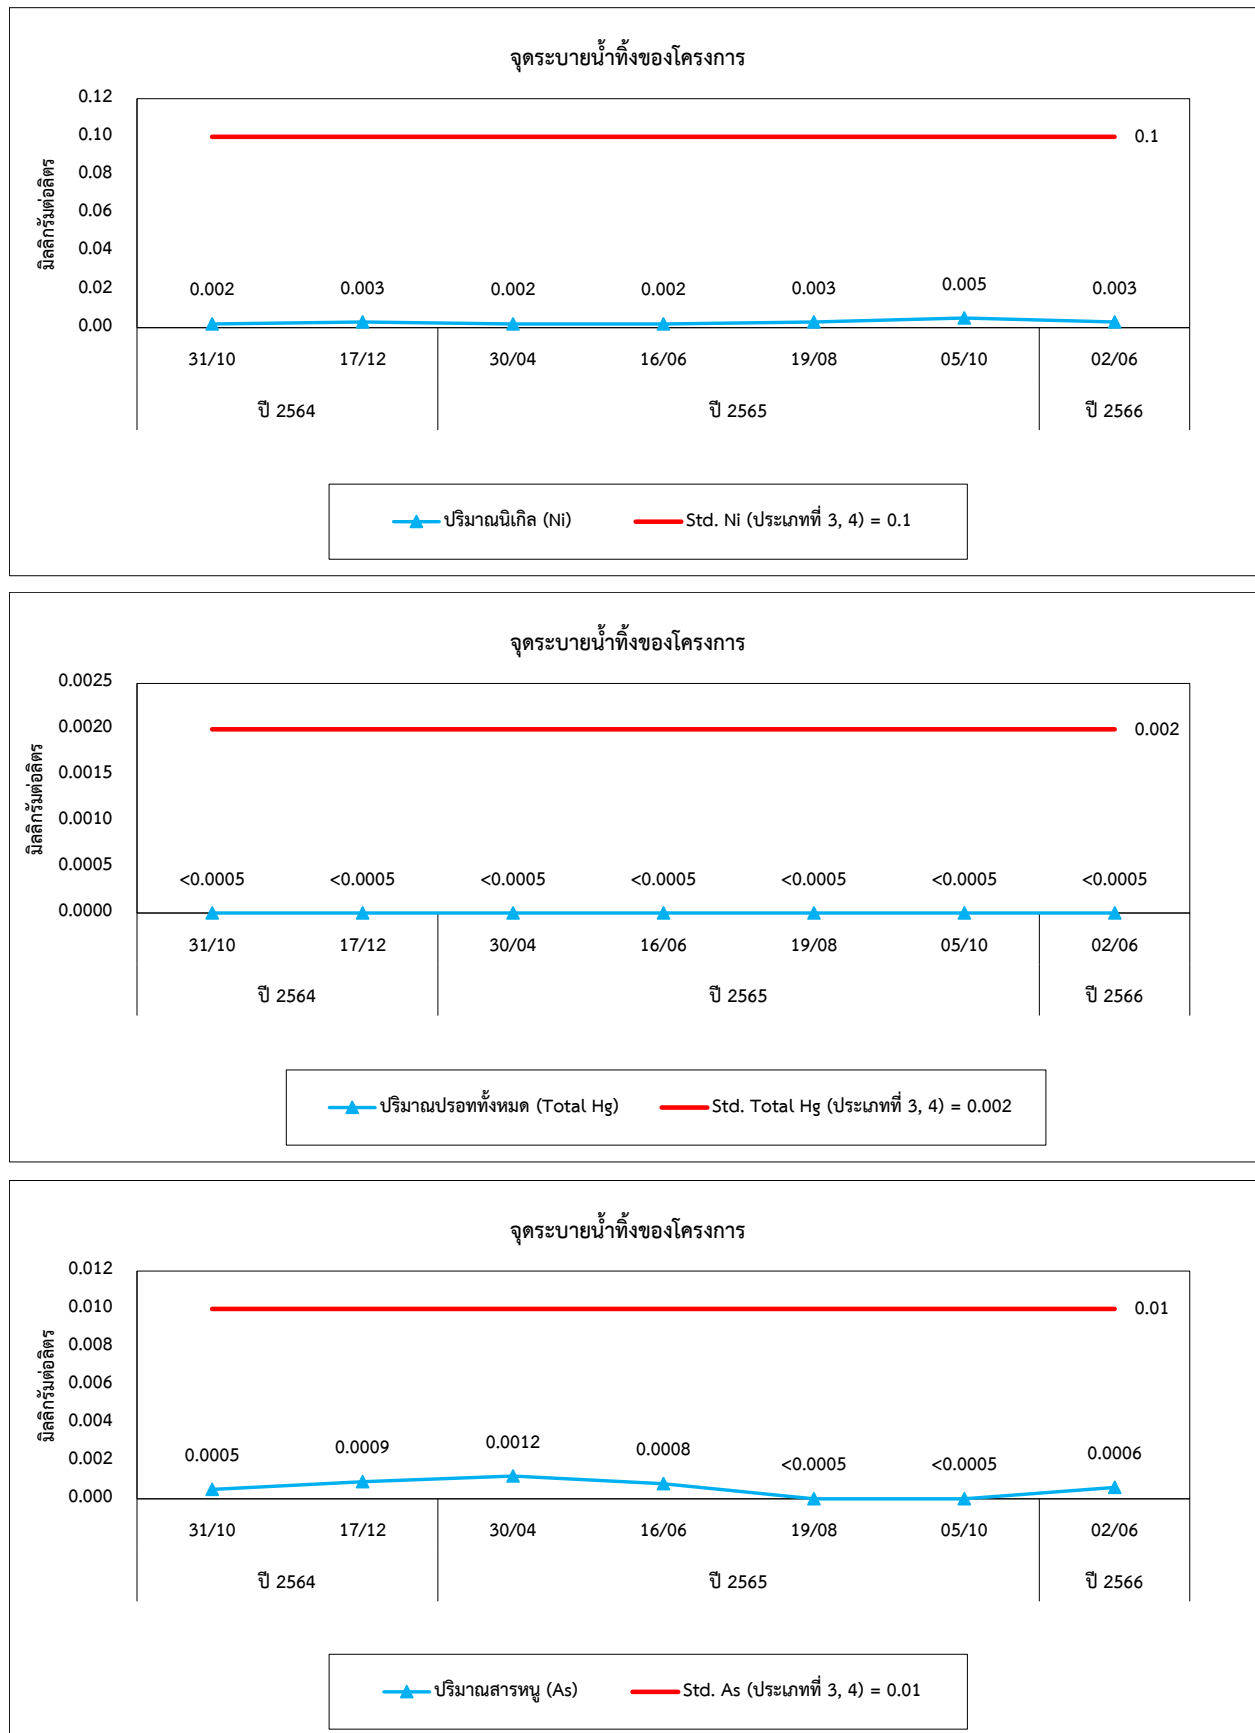 จุดระบายน้ำทิ้งของโครงการ
มิลลิกรัมต่อลิตร
0.12
0.10
0.08
0.06
0.04
0.02
0.00
0.1
0.002 0.003 0.002 0.002 0.003 0.005 0.003
31/10 17/12 30/04 16/06 19/08 05/10 02/06
ปี 2564 ปี 2565 ปี 2566
ปริมาณนิเกิล (Ni) Std. Ni (ประเภทที่ 3, 4) = 0.1
จุดระบายน้ำทิ้งของโครงการ
มิลลิกรัมต่อลิตร
0.0025
0.0020
0.0015
0.0010
0.0005
0.0000
0.002
<0.0005 <0.0005 <0.0005 <0.0005 <0.0005 <0.0005 <0.0005
31/10 17/12 30/04 16/06 19/08 05/10 02/06
ปี 2564 ปี 2565 ปี 2566
ปริมาณปรอททั้งหมด (Total Hg) Std. Total Hg (ประเภทที่ 3, 4) = 0.002
จุดระบายน้ำทิ้งของโครงการ
มิลลิกรัมต่อลิตร
0.012
0.010
0.008
0.006
0.004
0.002
0.000
0.01
0.0005 0.0009 0.0012 0.0008 <0.0005 <0.0005 0.0006
31/10 17/12 30/04 16/06 19/08 05/10 02/06
ปี 2564 ปี 2565 ปี 2566
ปริมาณสารหนู (As) Std. As (ประเภทที่ 3, 4) = 0.01